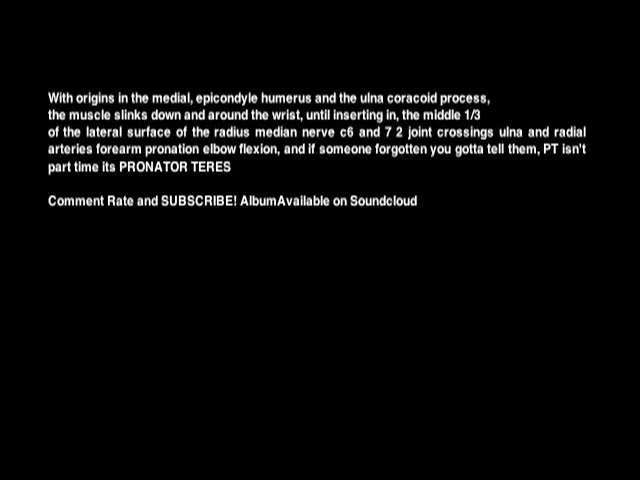 With origins in the medial, epicondyle humerus and the ulna coracoid process,
the muscle slinks down and around the wrist, until inserting in, the middle 1/3
of the lateral surface of the radius median nerve c6 and 7 2 joint crossings ulna and radial
arteries forearm pronation elbow flexion, and if someone forgotten you gotta tell them, PT isn't
part time its PRONATOR TERES
Comment Rate and SUBSCRIBE! AlbumAvailable on Soundcloud